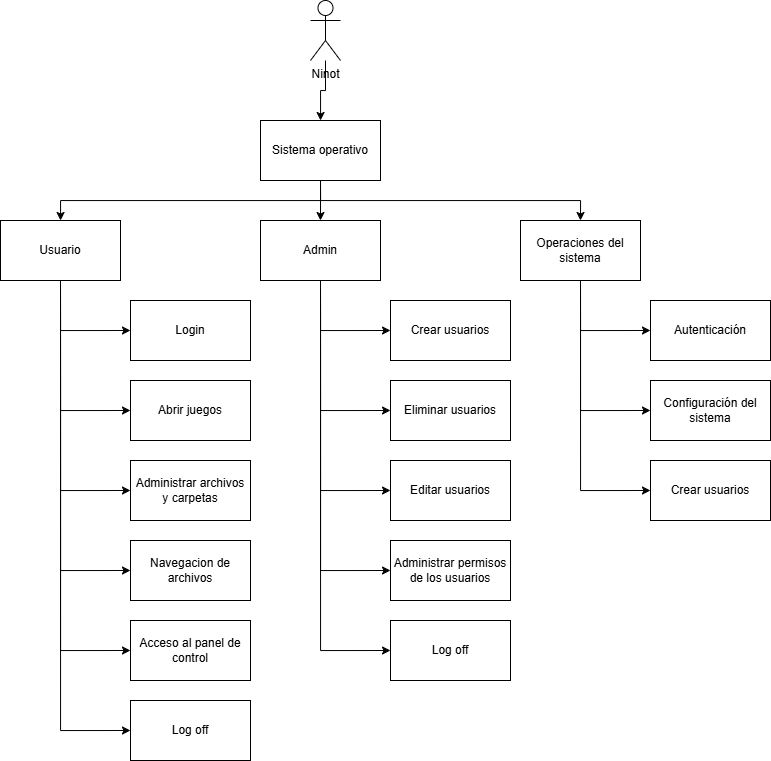 Ninot
Sistema operativo
Usuario
Admin
Operaciones del
sistema
Login
Abrir juegos
Administrar archivos
y carpetas
Navegacion de
archivos
Acceso al panel de
control
Log off
Crear usuarios
Eliminar usuarios
Editar usuarios
Administrar permisos
de los usuarios
Log off
Autenticación
Configuración del
sistema
Crear usuarios